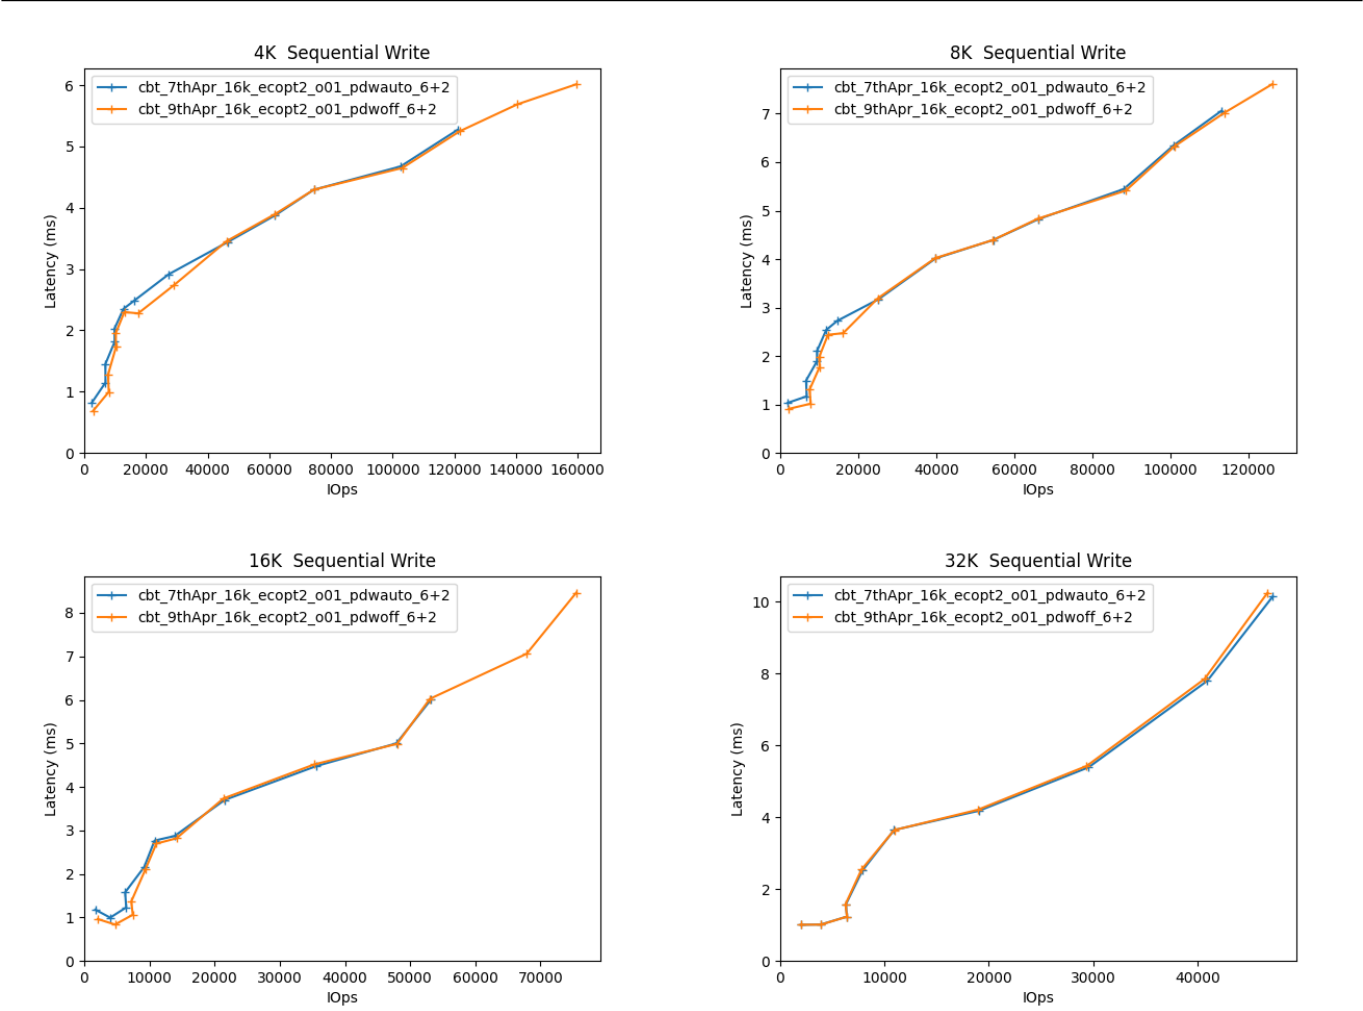 4K  Sequential Write
cbt_7thApr_16k_ecopt2_o01_pdwauto_6+2
cbt_9thApr_16k_ecopt2_o01_pdwoff_6+2
6
5
4
3
2
1
0
Latency (ms)
0 20000 40000 60000 80000 100000 120000 140000 160000
IOps
8K  Sequential Write
cbt_7thApr_16k_ecopt2_o01_pdwauto_6+2
cbt_9thApr_16k_ecopt2_o01_pdwoff_6+2
7
6
5
4
3
2
1
0
Latency (ms)
0 20000 40000 60000 80000 100000 120000
IOps
16K  Sequential Write
cbt_7thApr_16k_ecopt2_o01_pdwauto_6+2
cbt_9thApr_16k_ecopt2_o01_pdwoff_6+2
8
7
6
5
4
3
2
1
0
Latency (ms)
0 10000 20000 30000 40000 50000 60000 70000
IOps
32K  Sequential Write
cbt_7thApr_16k_ecopt2_o01_pdwauto_6+2
cbt_9thApr_16k_ecopt2_o01_pdwoff_6+2
10
8
6
4
2
0
Latency (ms)
0 10000 20000 30000 40000
IOps